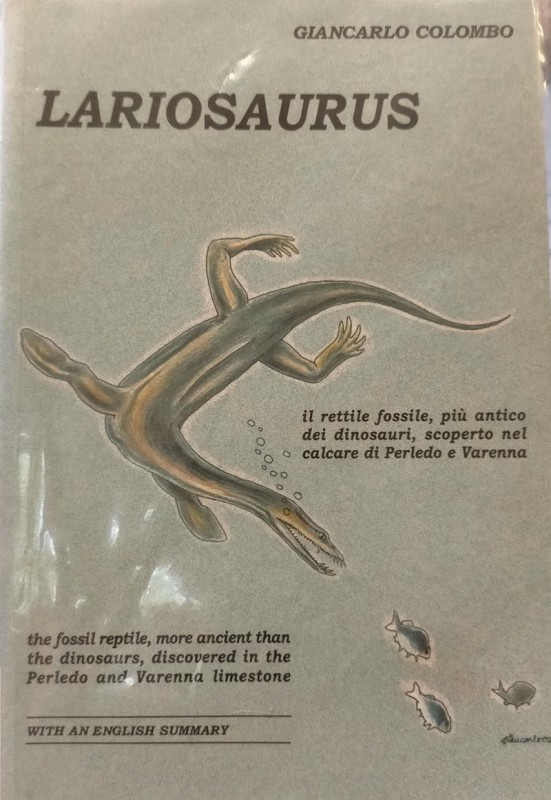 GIANCARLO COLOMBO
LARIOSAURUS
il rettile fossile, più antico
dei dinosauri, scoperto nel
calcare di Perledo e Varenna
the fossil reptile, more ancient than
the dinosaurs, discovered in the
Perledo and Varenna limestone
WITH AN ENGLISH SUMMARY